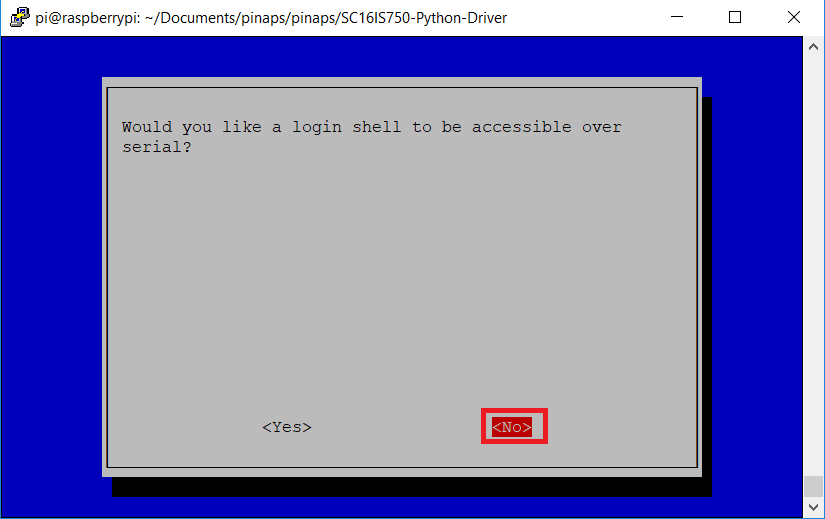 pi@raspberrypi: ~/Documents/pinaps/pinaps/SC16IS750-Python-Driver
Would you like a login shell to be accessible over
serial?
<Yes> <No>